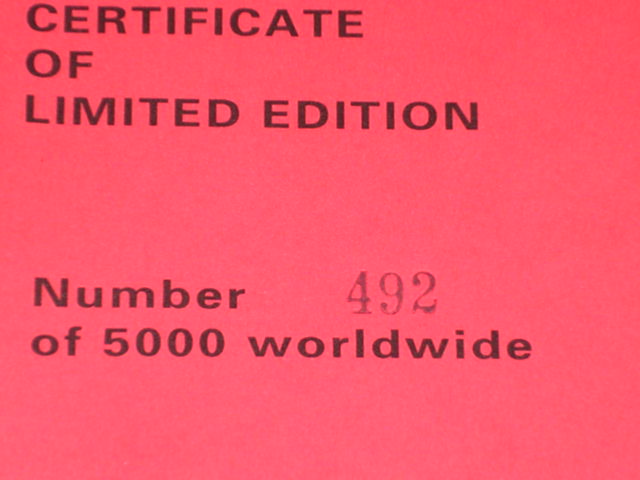 CERTIFICATE
OF
LIMITED EDITION
Number 492
of 5000 worldwide